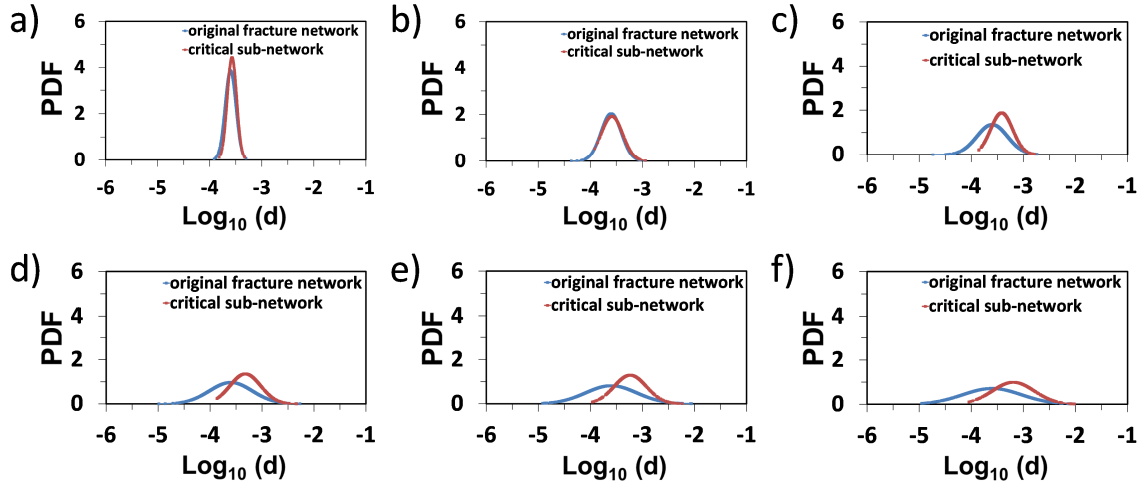 a)
6
4
2
0
PDF
original fracture network
critical sub-network
-6 -5 -4 -3 -2 -1
Log10 (d)
b)
6
4
2
0
PDF
original fracture network
critical sub-network
-6 -5 -4 -3 -2 -1
Log10 (d)
c)
6
4
2
0
PDF
original fracture network
critical sub-network
-6 -5 -4 -3 -2 -1
Log10 (d)
d)
6
4
2
0
PDF
original fracture network
critical sub-network
-6 -5 -4 -3 -2 -1
Log10 (d)
e)
6
4
2
0
PDF
original fracture network
critical sub-network
-6 -5 -4 -3 -2 -1
Log10 (d)
f)
6
4
2
0
PDF
original fracture network
critical sub-network
-6 -5 -4 -3 -2 -1
Log10 (d)